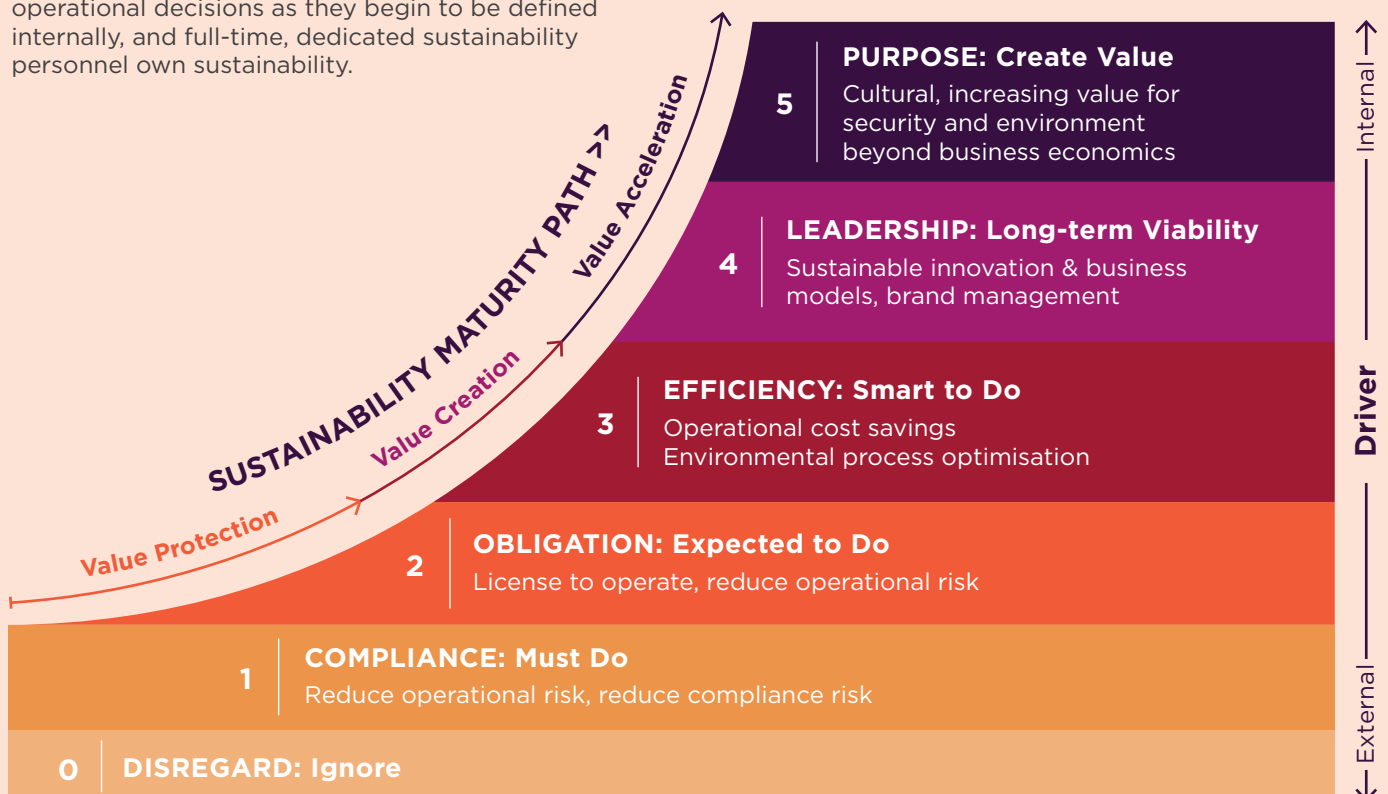 operational decisions as they begin to be defined
internally, and full-time, dedicated sustainability
personnel own sustainability.
SUSTAINABILITY MATURITY PATH >>
Value Protection
Value Creation
Value Acceleration
5
PURPOSE: Create Value
Cultural, increasing value for
security and environment
beyond business economics
4
LEADERSHIP: Long-term Viability
Sustainable innovation & business
models, brand management
3
EFFICIENCY: Smart to Do
Operational cost savings
Environmental process optimisation
2
OBLIGATION: Expected to Do
License to operate, reduce operational risk
1
COMPLIANCE: Must Do
Reduce operational risk, reduce compliance risk
0
DISREGARD: Ignore
Internal
Driver
External